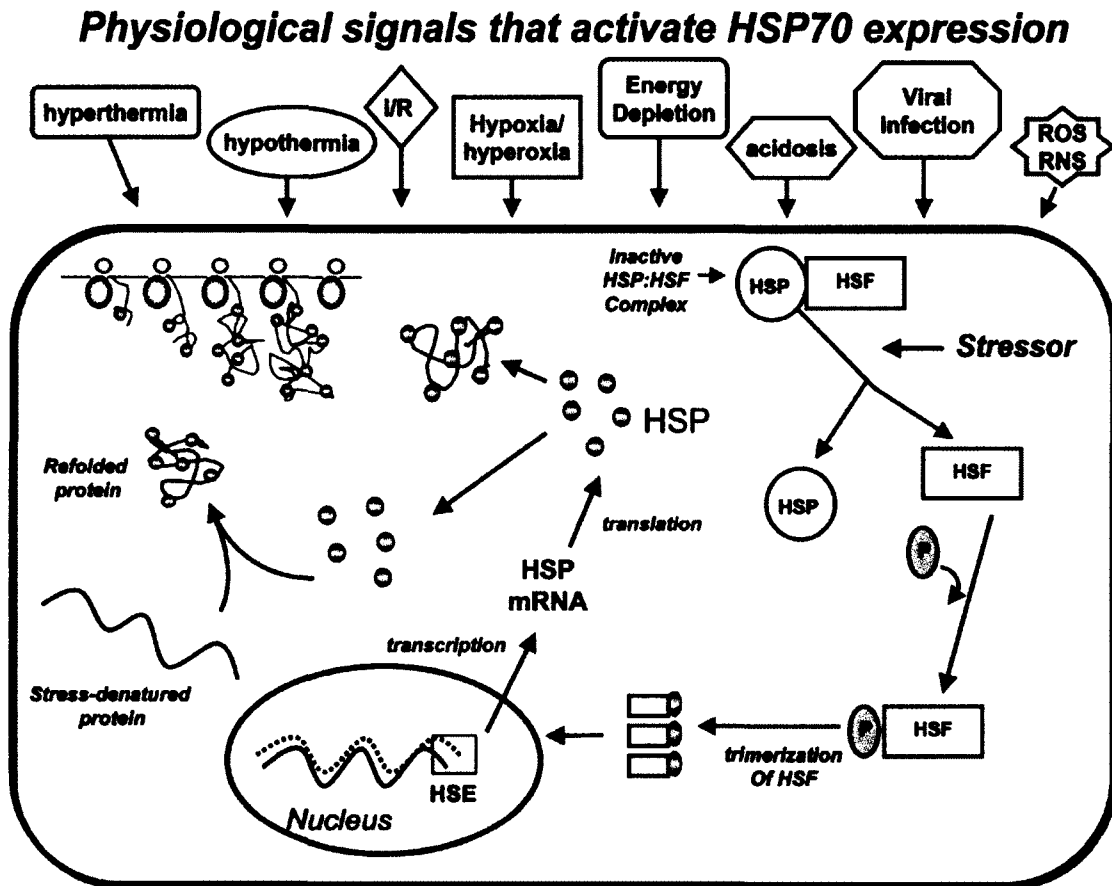 Physiological signals that activate HSP70 expression
hyperthermia
hypothermia
I/R
Hypoxia/
hyperoxia
Energy
Depletion
acidosis
Viral
infection
ROS
RNS
Inactive
HSP:HSF
Complex
HSP
HSF
Stressor
HSP
HSF
P
HSP
Refolded
protein
translation
HSP
mRNA
transcription
Stress-denatured
protein
HSE
Nucleus
trimerization
Of HSF
P
HSF